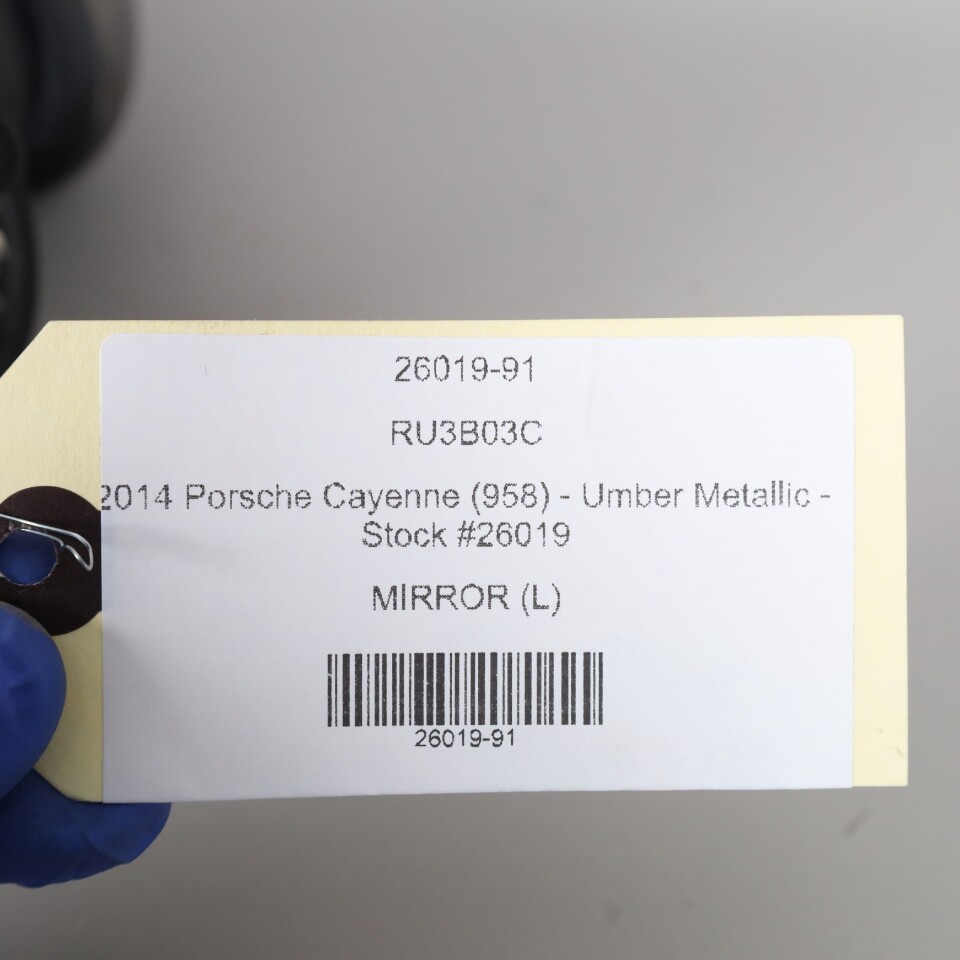 26019-91
RU3B03C
2014 Porsche Cayenne (958) - Umber Metallic -
Stock #26019
MIRROR (L)
26019-91